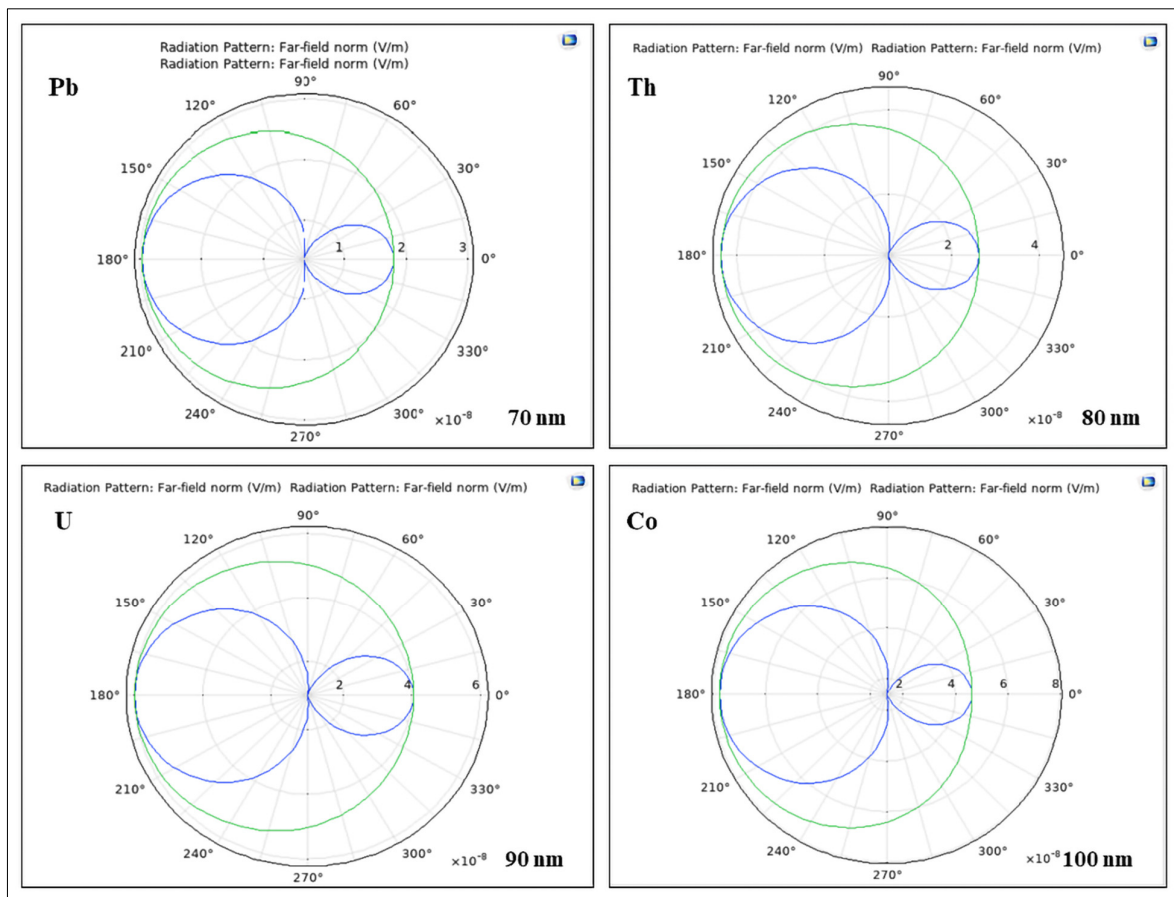 Radiation Pattern: Far-field norm (V/m)
Radiation Pattern: Far-field norm (V/m)
Pb
90°
120° 60°
150° 30°
1 2 3
180° 0°
210° 330°
240° 300°
270°
×10⁻⁸
70 nm
Radiation Pattern: Far-field norm (V/m) Radiation Pattern: Far-field norm (V/m)
Th
90°
120° 60°
150° 30°
2 4
180° 0°
210° 330°
240° 300°
270°
×10⁻⁸
80 nm
Radiation Pattern: Far-field norm (V/m) Radiation Pattern: Far-field norm (V/m)
U
90°
120° 60°
150° 30°
2 4 6
180° 0°
210° 330°
240° 300°
270°
×10⁻⁸
90 nm
Radiation Pattern: Far-field norm (V/m) Radiation Pattern: Far-field norm (V/m)
Co
90°
120° 60°
150° 30°
2 4 6 8
180° 0°
210° 330°
240° 300°
270°
×10⁻⁸
100 nm